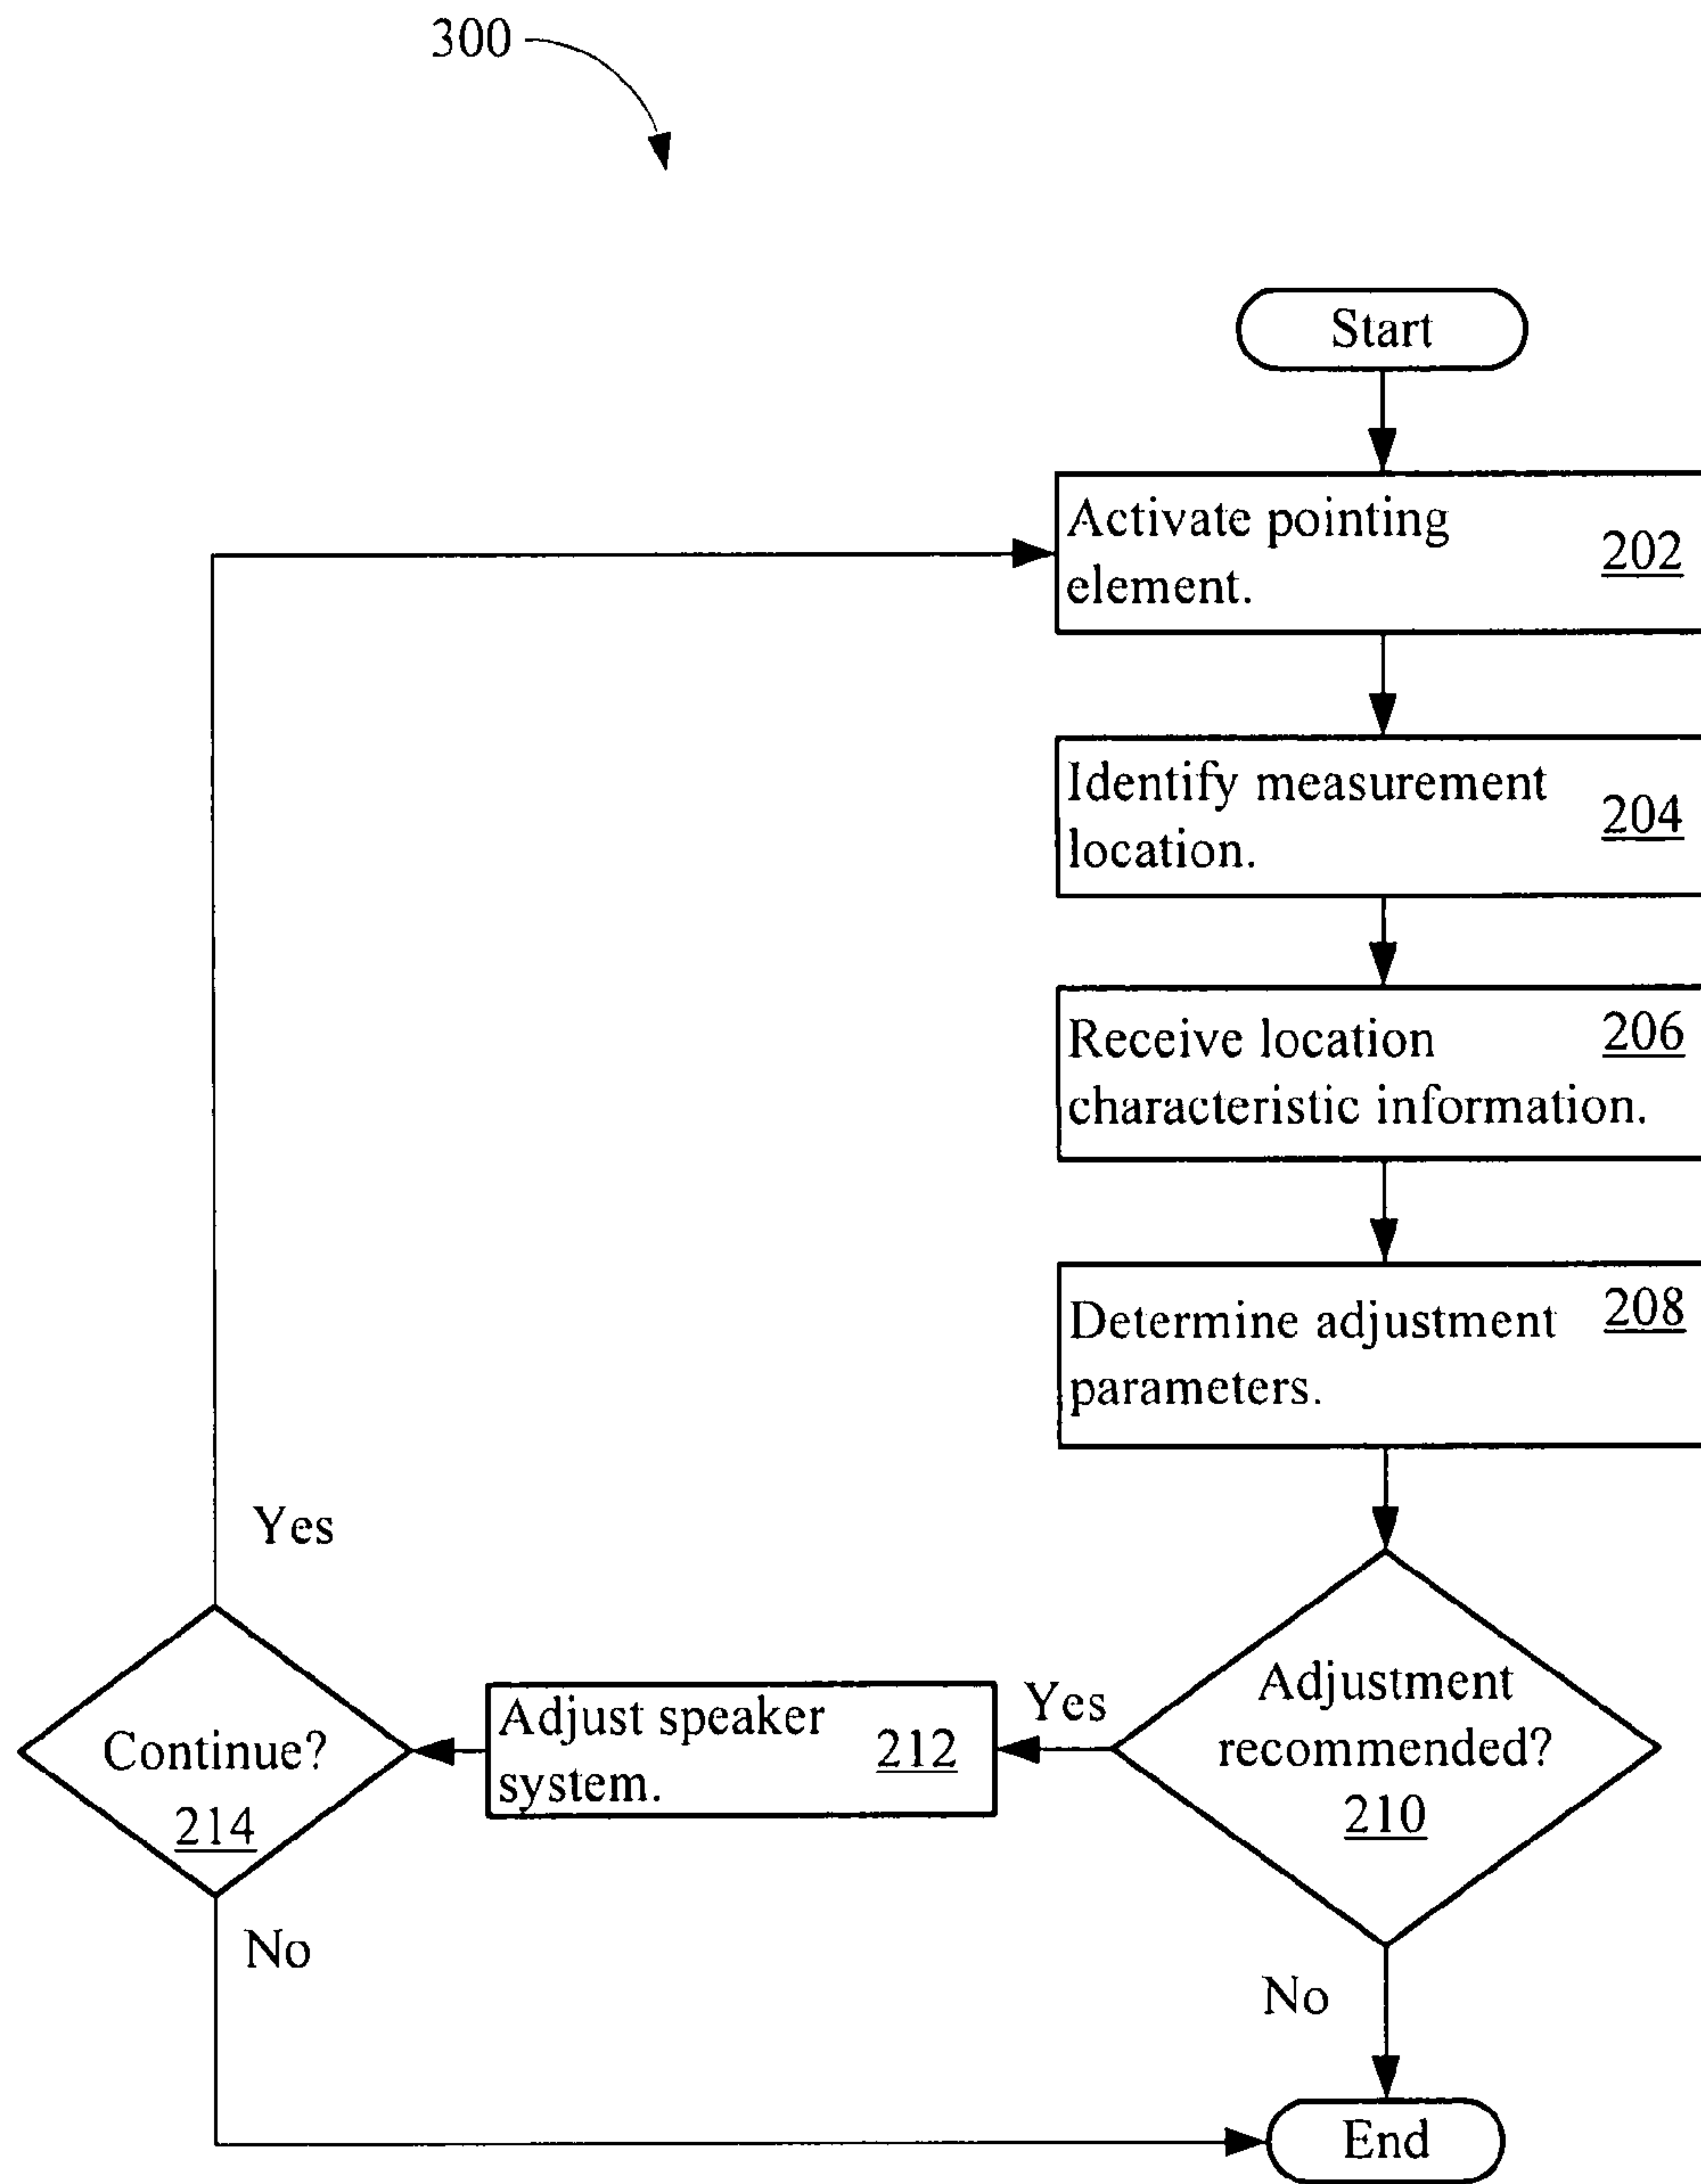 300
Start
Activate pointing
element.
202
Identify measurement
location.
204
Receive location
characteristic information.
206
Determine adjustment
parameters.
208
Adjustment
recommended?
210
Yes
No
Adjust speaker
system.
212
Continue?
214
Yes
No
End